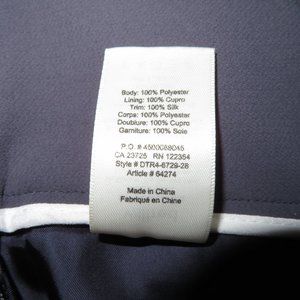 Body: 100% Polyester
Lining: 100% Cupro
Trim: 100% Silk
Corps: 100% Polyester
Doublure: 100% Cupro
Garniture: 100% Soie
P.O. # 4500088045
CA 23725 RN 122354
Style # DTR4-6729-28
Article # 64274
Made in China
Fabriqué en Chine